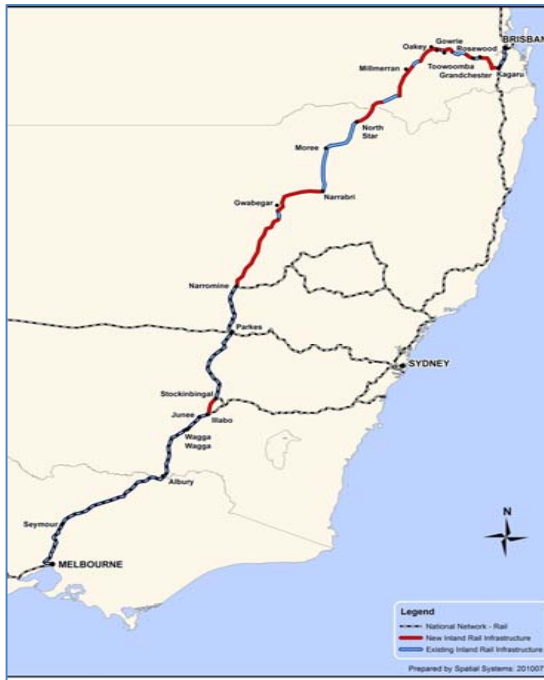 Gowrie
BRISBAN
Oakey
Rosewood
Millmerran
Toowoomba
Grandchester
Kagaru
North
Star
Moree
Narrabri
Gwabegar
Narromine
Parkes
SYDNEY
Stockinbingal
Junee
Illabo
Wagga
Wagga
Albury
Seymour
MELBOURNE
N
Legend
National Network - Rail
New Inland Rail Infrastructure
Existing Inland Rail Infrastructure
Prepared by Spatial Systems: 201007